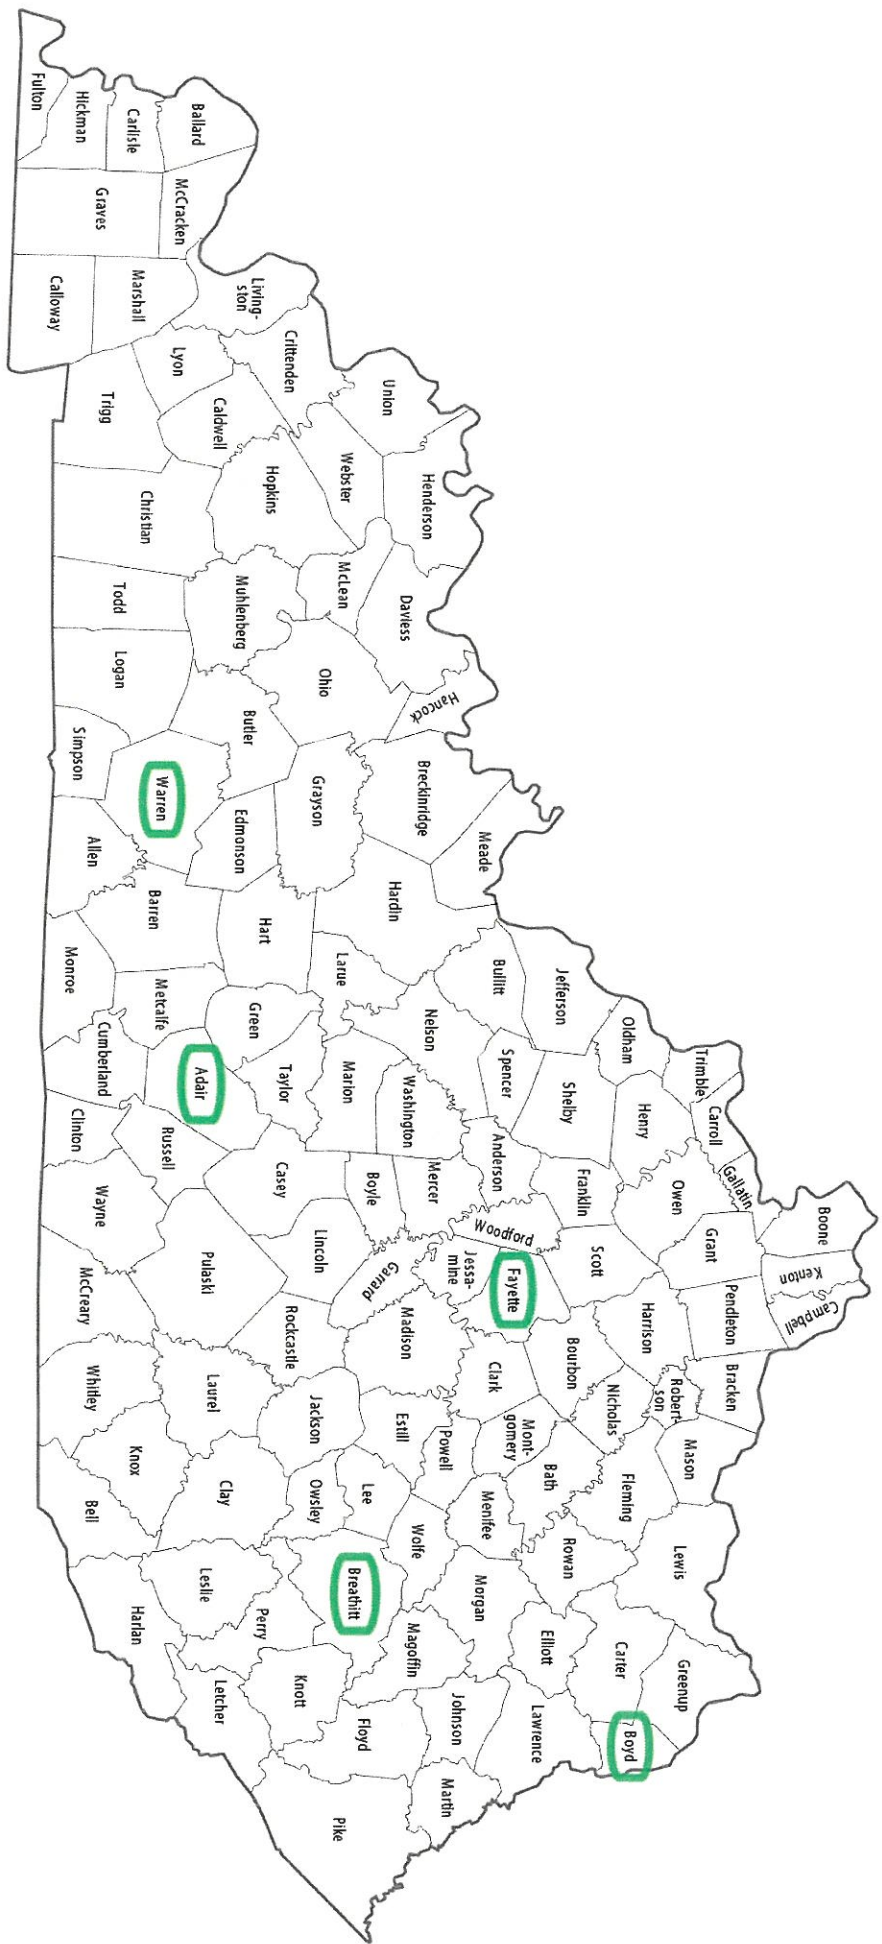 Fulton
Hickman
Carlisle
Ballard
McCracken
Graves
Calloway
Marshall
Living-
ston
Crittenden
Lyon
Trigg
Caldwell
Union
Webster
Henderson
Hopkins
Christian
Todd
Muhlenberg
McLean
Daviess
Hancock
Ohio
Logan
Butler
Simpson
Warren
Edmonson
Grayson
Breckinridge
Meade
Allen
Barren
Hart
Hardin
Larue
Monroe
Metcalfe
Green
Nelson
Bullitt
Jefferson
Oldham
Trimble
Carroll
Gallatin
Henry
Shelby
Spencer
Washington
Marion
Taylor
Adair
Cumberland
Clinton
Russell
Casey
Boyle
Mercer
Anderson
Franklin
Owen
Grant
Boone
Kenton
Campbell
Pendleton
Harrison
Scott
Woodford
Fayette
Jessa-
mine
Garrard
Lincoln
Pulaski
Wayne
McCreary
Rockcastle
Madison
Clark
Bourbon
Nicholas
Robert
son
Bracken
Mason
Fleming
Bath
Mont-
gomery
Powell
Estill
Jackson
Laurel
Whitley
Knox
Bell
Clay
Owsley
Lee
Wolfe
Menifee
Rowan
Lewis
Carter
Elliott
Morgan
Magoffin
Breathitt
Perry
Leslie
Harlan
Letcher
Knott
Floyd
Johnson
Lawrence
Boyd
Greenup
Martin
Pike